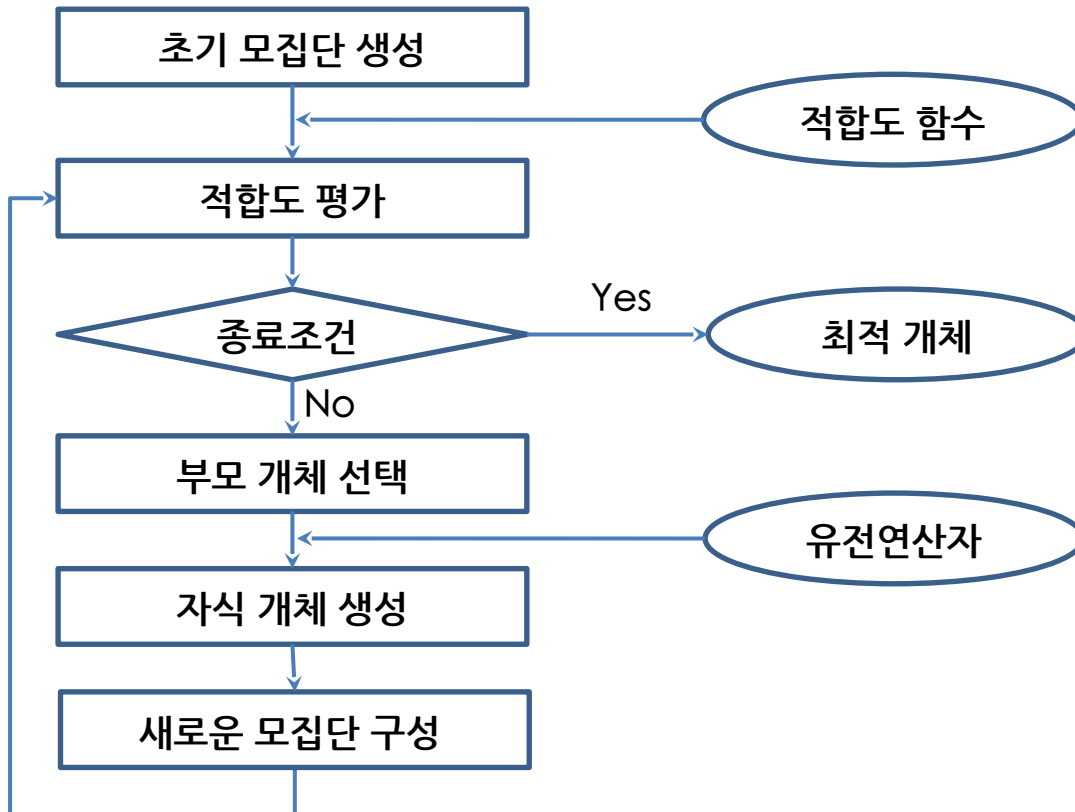 초기 모집단 생성
적합도 함수
적합도 평가
Yes
종료조건
최적 개체
No
부모 개체 선택
유전연산자
자식 개체 생성
새로운 모집단 구성